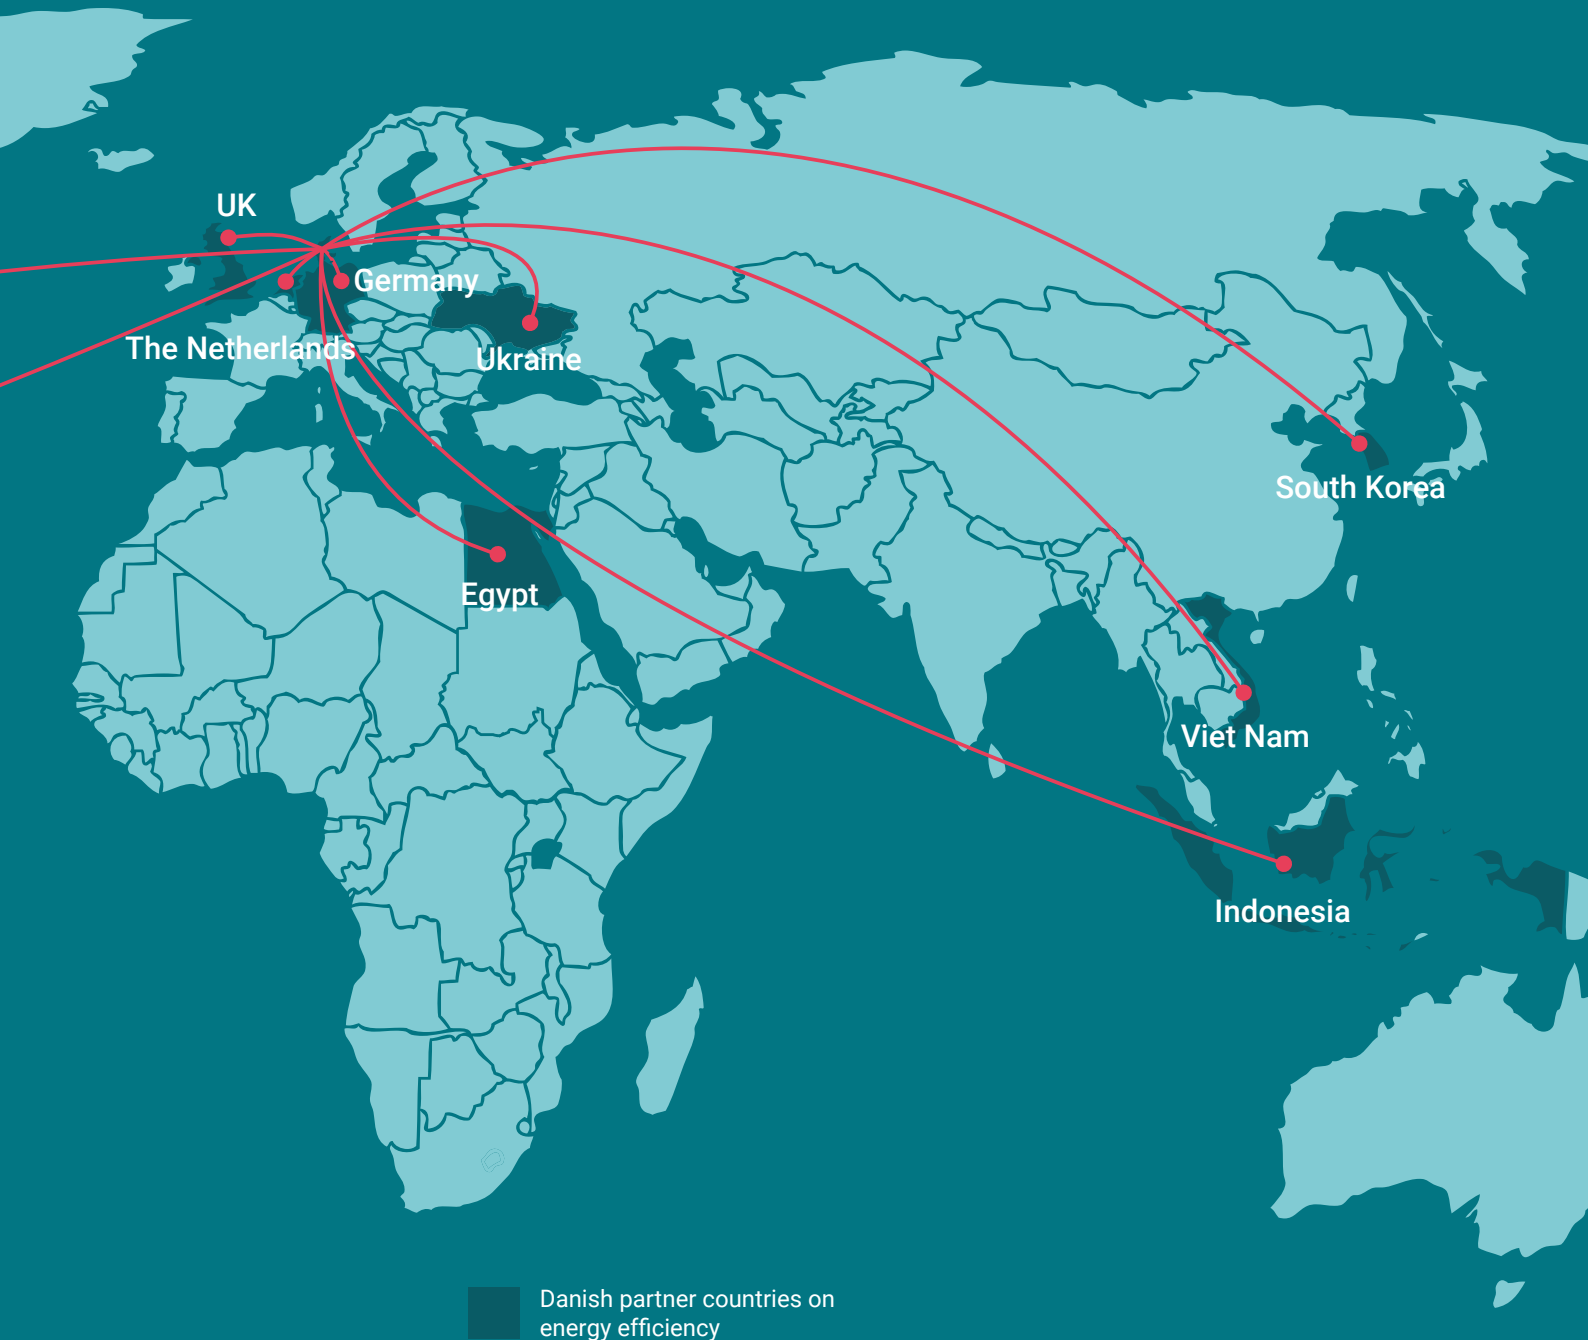 UK
Germany
The Netherlands
Ukraine
South Korea
Egypt
Viet Nam
Indonesia
Danish partner countries on
energy efficiency